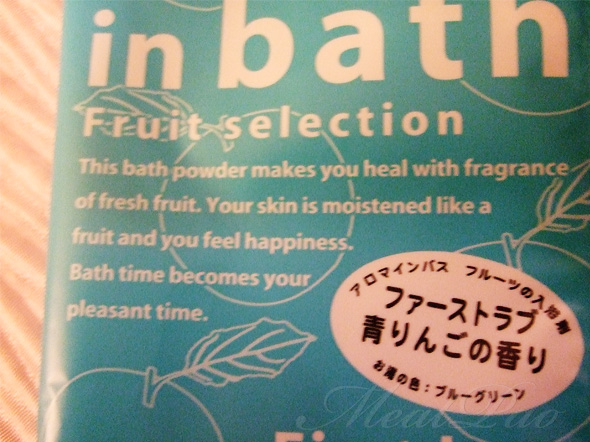 in bath
Fruit selection
This bath powder makes you heal with fragrance
of fresh fruit. Your skin is moistened like a
fruit and you feel happiness.
Bath time becomes your
pleasant time.
アロマインバス フルーツの入浴剤
ファーストラブ
青りんごの香り
お湯の色：ブルーグリーン